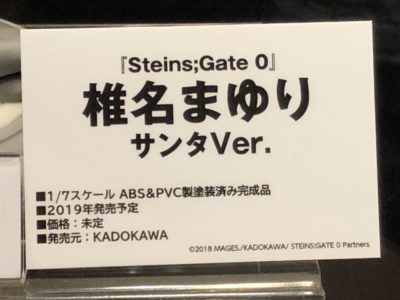 『Steins;Gate 0』
椎名まゆり
サンタVer.
■1/7スケール ABS&PVC製塗装済み完成品
■2019年発売予定
■価格：未定
■発売元：KADOKAWA
©2018 MAGES./KADOKAWA/ STEINS;GATE 0 Partners